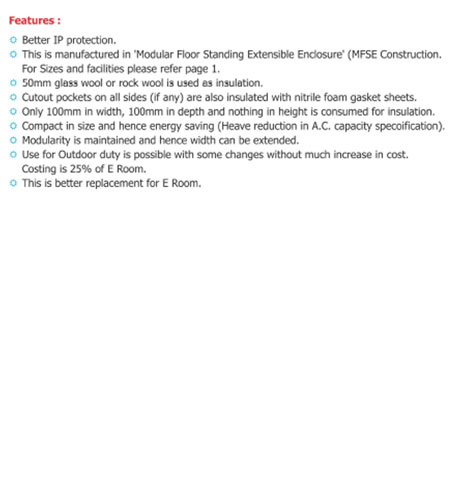 Features :
Better IP protection.
This is manufactured in 'Modular Floor Standing Extensible Enclosure' (MFSE Construction.
For Sizes and facilities please refer page 1.
50mm glass wool or rock wool is used as insulation.
Cutout pockets on all sides (if any) are also insulated with nitrile foam gasket sheets.
Only 100mm in width, 100mm in depth and nothing in height is consumed for insulation.
Compact in size and hence energy saving (Heave reduction in A.C. capacity specoification).
Modularity is maintained and hence width can be extended.
Use for Outdoor duty is possible with some changes without much increase in cost.
Costing is 25% of E Room.
This is better replacement for E Room.